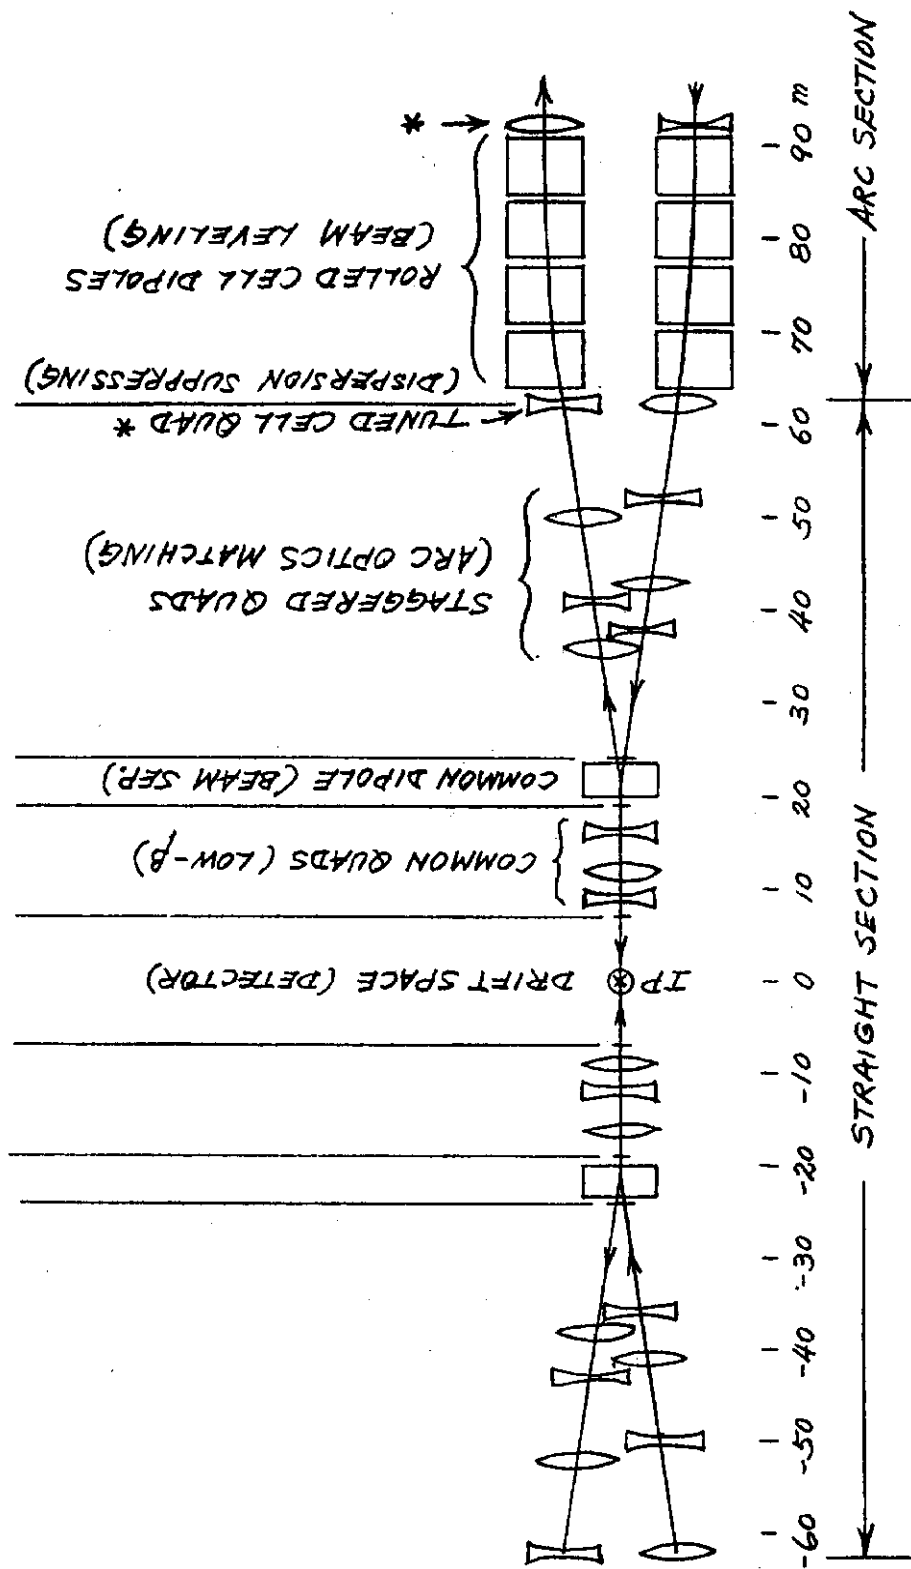 *
ROLLED CELL DIPOLES
(BEAM LEVELING)
TUNED CELL QUAD *
(DISPERSION SUPPRESSING)
STAGGERED QUADS
(ARC OPTICS MATCHING)
COMMON DIPOLE (BEAM SEP.)
COMMON QUADS (LOW-β)
IP
DRIFT SPACE (DETECTOR)
-60 -50 -40 -30 -20 -10 0 10 20 30 40 50 60 70 80 90 m
STRAIGHT SECTION
ARC SECTION